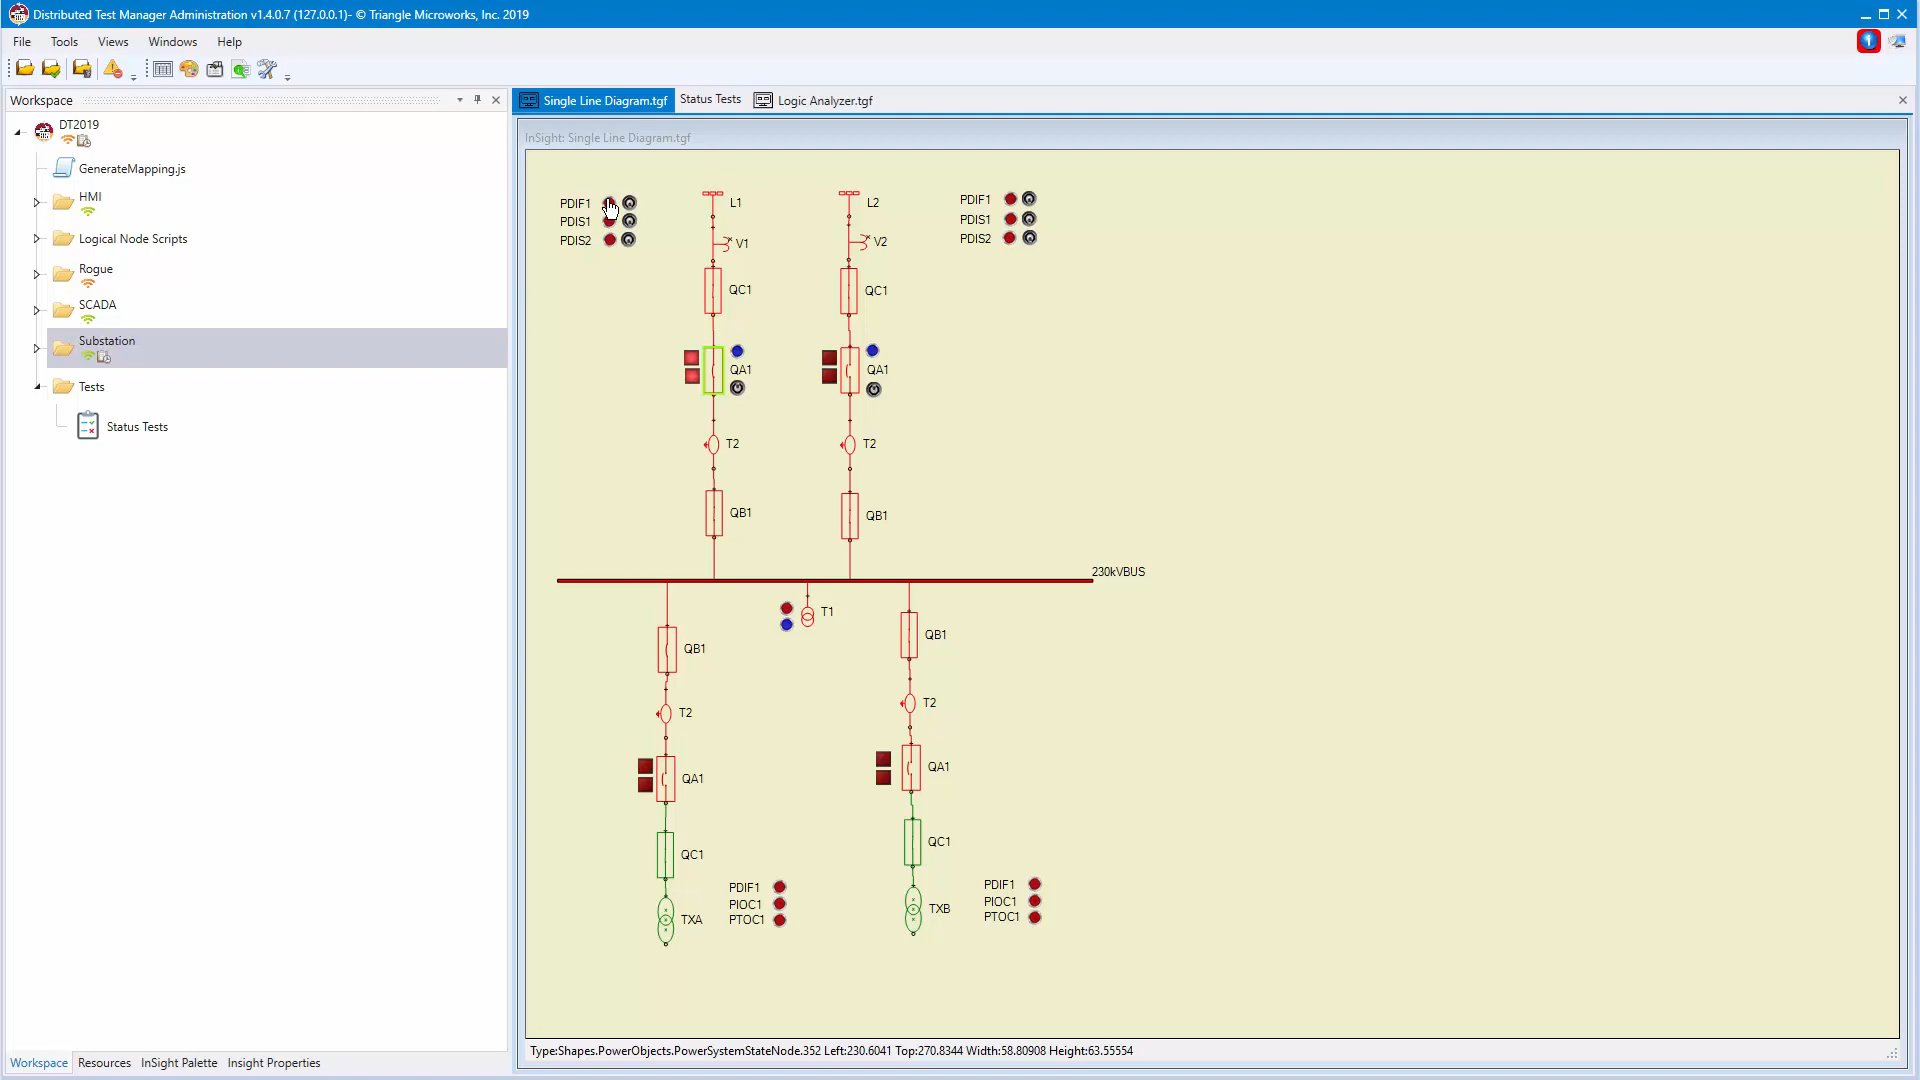 Distributed Test Manager Administration v1.4.0.7 (127.0.0.1)- © Triangle Microworks, Inc. 2019
File Tools Views Windows Help
Workspace
DT2019
GenerateMapping.js
HMI
Logical Node Scripts
Rogue
SCADA
Substation
Tests
Status Tests
Workspace Resources InSight Palette Insight Properties
Single Line Diagram.tgf Status Tests Logic Analyzer.tgf
InSight: Single Line Diagram.tgf
PDIF1 L1 L2 PDIF1
PDIS1 PDIS1
PDIS2 V1 V2 PDIS2
QC1 QC1
QA1 QA1
T2 T2
QB1 QB1
230kVBUS
T1
QB1 QB1
T2 T2
QA1 QA1
QC1 QC1
PDIF1 PDIF1
PIOC1 TXB PIOC1
TXA PTOC1 PTOC1
Type:Shapes.PowerObjects.PowerSystemStateNode.352 Left:230.6041 Top:270.8344 Width:58.80908 Height:63.55554